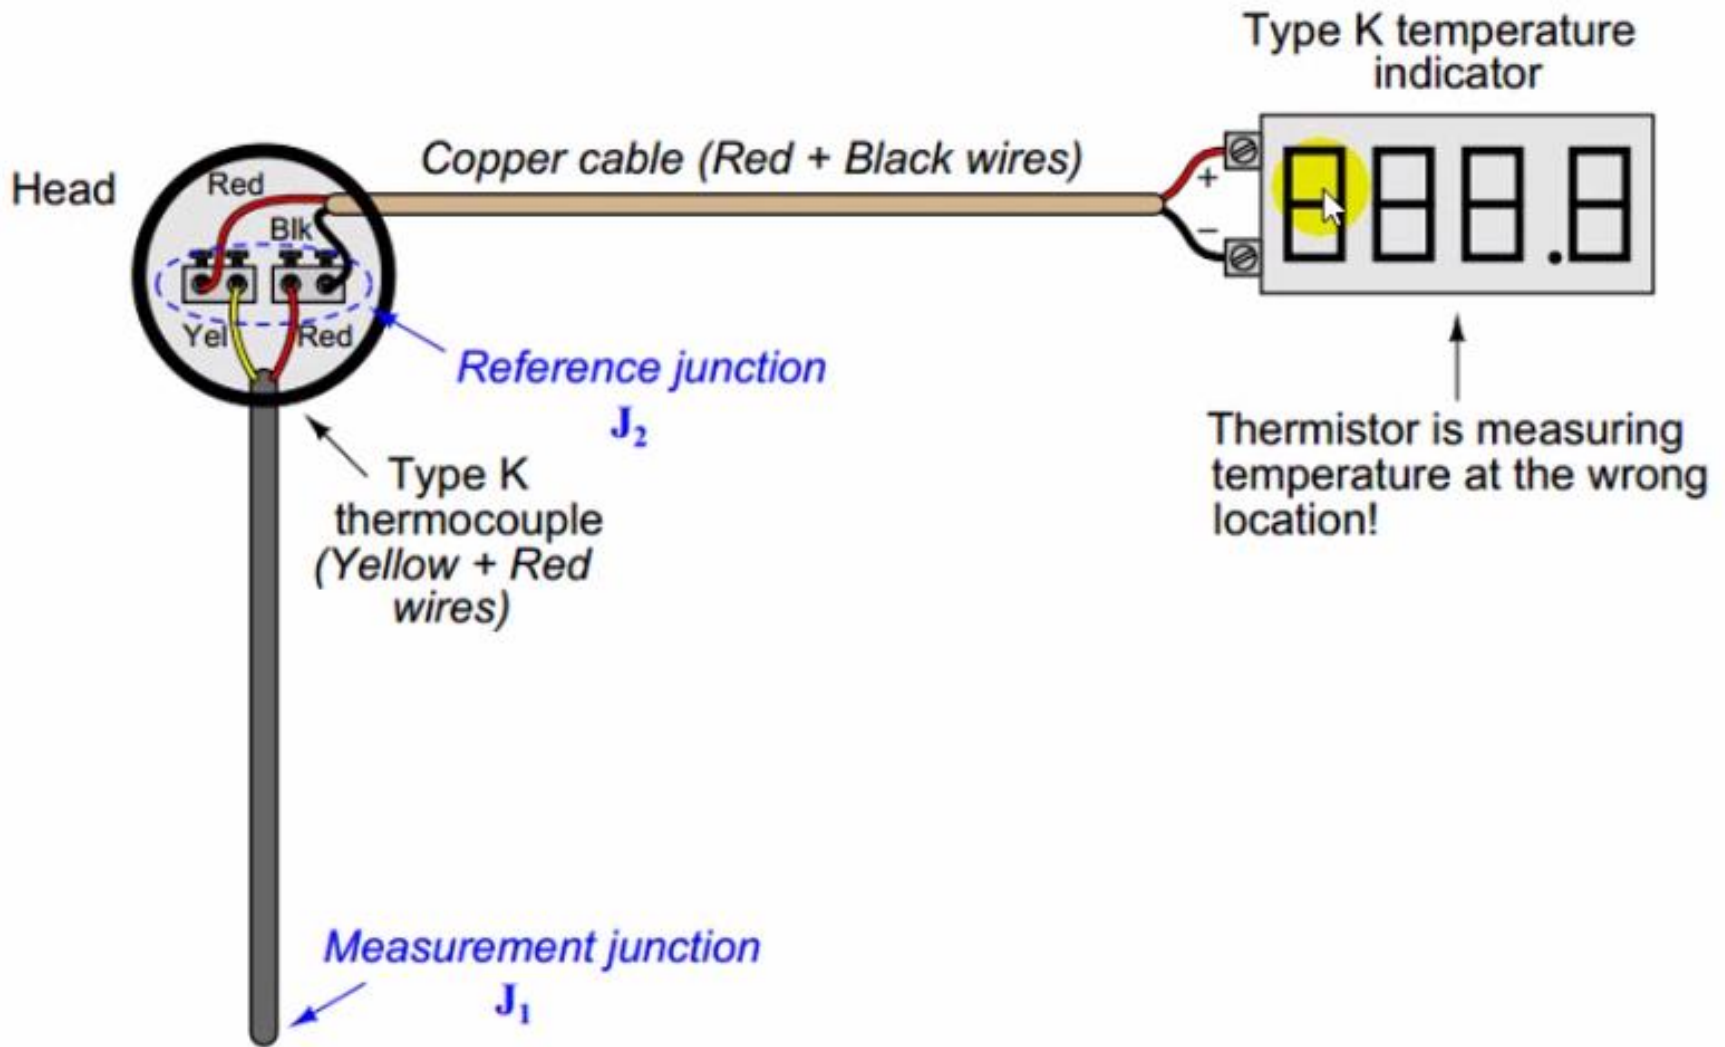 Type K temperature
indicator
Copper cable (Red + Black wires)
Head
Red
Blk
+
–
Yel
Red
Reference junction
J₂
Type K
thermocouple
(Yellow + Red
wires)
Thermistor is measuring
temperature at the wrong
location!
Measurement junction
J₁